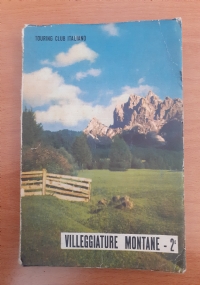 TOURING CLUB ITALIANO
VILLEGGIATURE MONTANE - 2ª